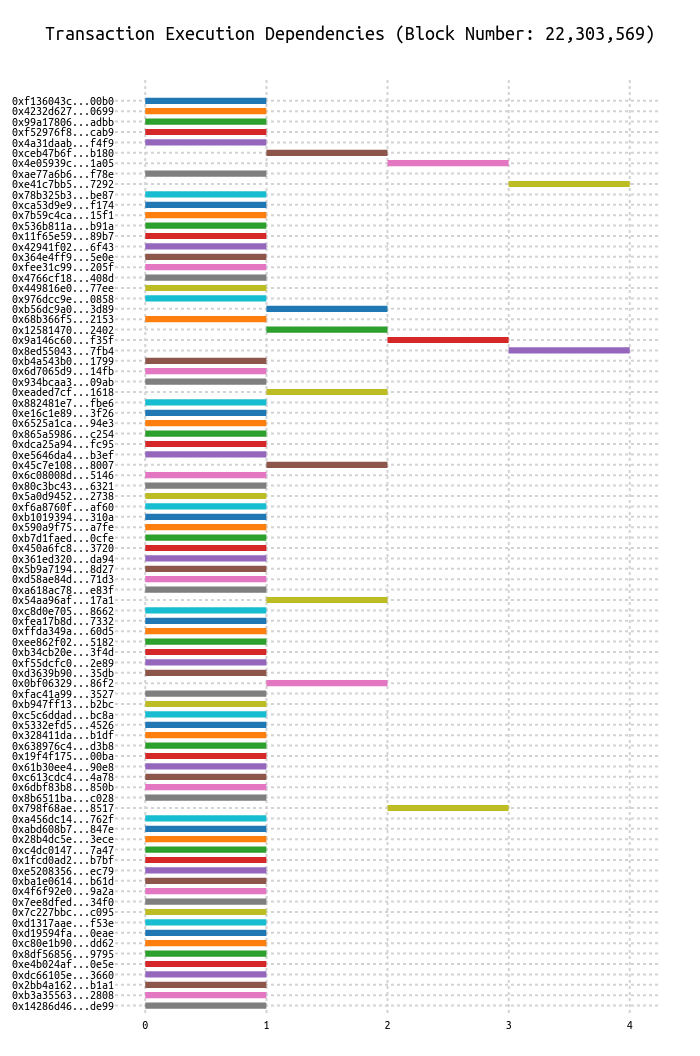 Transaction Execution Dependencies (Block Number: 22,303,569)
0xf136043c...00b0
0x4232d627...0699
0x99a17806...adbb
0xf52976f8...cab9
0x4a31daab...f4f9
0xceb47b6f...b180
0x4e05939c...1a05
0xae77a6b6...f78e
0xe41c7bb5...7292
0x78b325b3...be87
0xca53d9e9...f174
0x7b59c4ca...15f1
0x536b811a...b91a
0x11f65e59...89b7
0x42941f02...6f43
0x364e4ff9...5e0e
0xfee31c99...205f
0x4766cf18...408d
0x449816e0...77ee
0x976dcc9e...0858
0xb56dc9a0...3d89
0x68b366f5...2153
0x12581470...2402
0x9a146c60...f35f
0x8ed55043...7fb4
0xb4a543b0...1799
0x6d7065d9...14fb
0x934bcaa3...09ab
0xeaded7cf...1618
0x882481e7...fbe6
0xe16c1e89...3f26
0x6525a1ca...94e3
0x865a5986...c254
0xdca25a94...fc95
0xe5646da4...b3ef
0x45c7e108...8007
0x6c08008d...5146
0x80c3bc43...6321
0x5a0d9452...2738
0xf6a8760f...af60
0xb1019394...310a
0x590a9f75...a7fe
0xb7d1faed...0cfe
0x450a6fc8...3720
0x361ed320...da94
0x5b9a7194...8d27
0xd58ae84d...71d3
0xa618ac78...e83f
0x54aa96af...17a1
0xc8d0e705...8662
0xfea17b8d...7332
0xffda349a...60d5
0xee862f02...5182
0xb34cb20e...3f4d
0xf55dcfc0...2e89
0xd3639b90...35db
0x0bf06329...86f2
0xfac41a99...3527
0xb947ff13...b2bc
0xc5c6ddad...bc8a
0x5332efd5...4526
0x328411da...b1df
0x638976c4...d3b8
0x19f4f175...00ba
0x61b30ee4...90e8
0xc613cdc4...4a78
0x6dbf83b8...850b
0x8b6511ba...c028
0x798f68ae...8517
0xa456dc14...762f
0xabd608b7...847e
0x28b4dc5e...3ece
0xc4dc0147...7a47
0x1fcd0ad2...b7bf
0xe5208356...ec79
0xba1e0614...b61d
0x4f6f92e0...9a2a
0x7ee8dfed...34f0
0x7c227bbc...c095
0xd1317aae...f53e
0xd19594fa...0eae
0xc80e1b90...dd62
0x8df56856...9795
0xe4b024af...0e5e
0xdc66105e...3660
0x2bb4a162...b1a1
0xb3a35563...2808
0x14286d46...de99
0 1 2 3 4